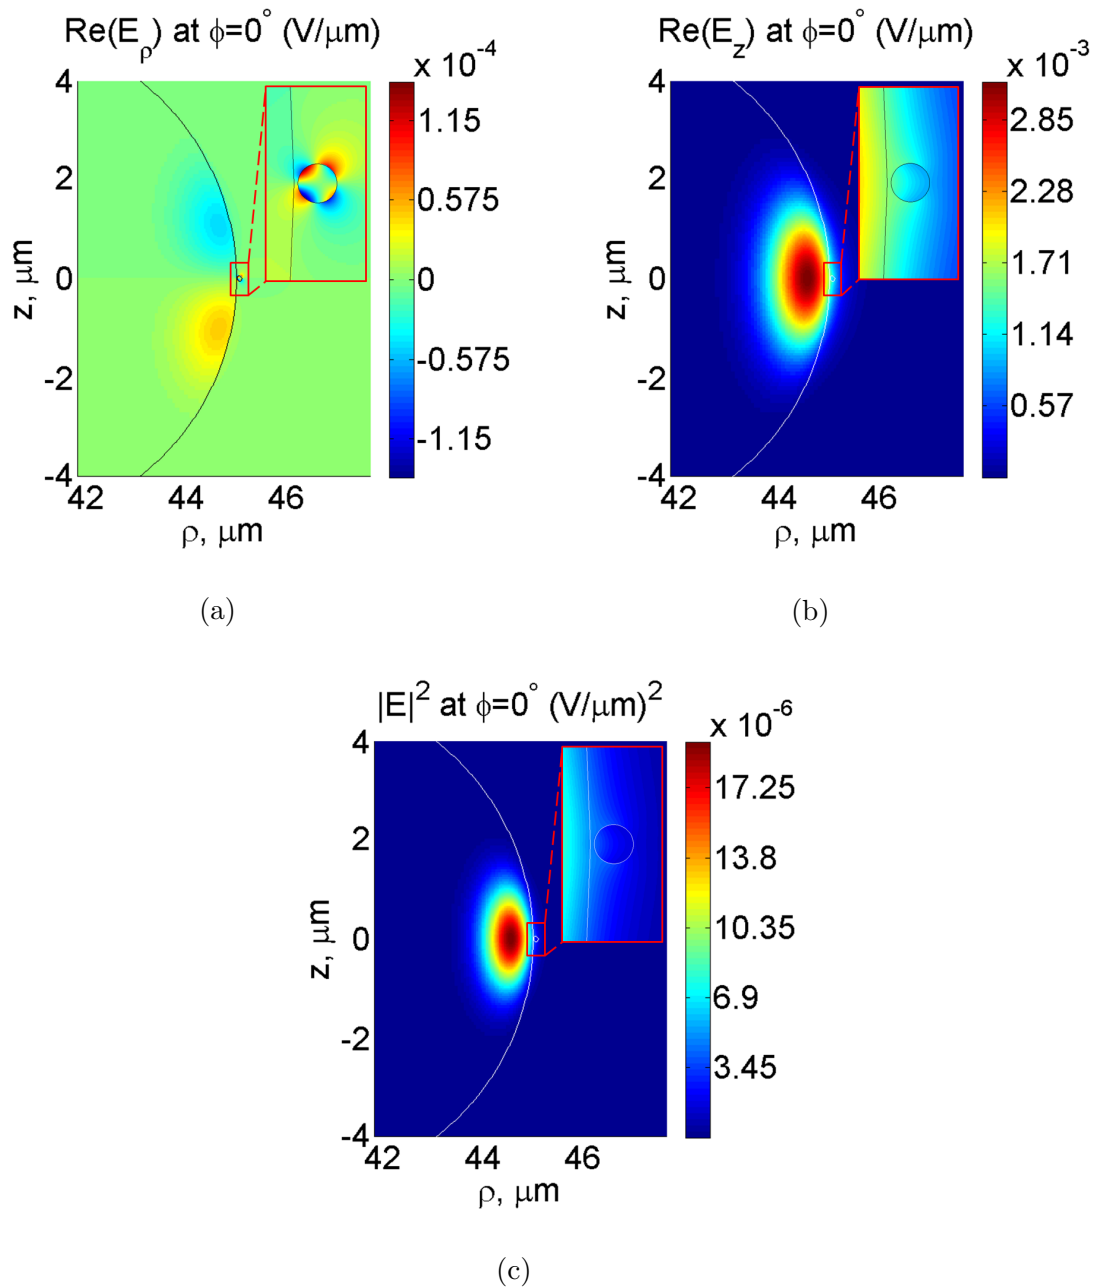 Re(E_ρ) at ϕ=0° (V/μm)
x 10^-4
4
2
0
-2
-4
z, μm
42 44 46
ρ, μm
1.15
0.575
0
-0.575
-1.15
(a)
Re(E_z) at ϕ=0° (V/μm)
x 10^-3
4
2
0
-2
-4
z, μm
42 44 46
ρ, μm
2.85
2.28
1.71
1.14
0.57
(b)
|E|^2 at ϕ=0° (V/μm)^2
x 10^-6
4
2
0
-2
-4
z, μm
42 44 46
ρ, μm
17.25
13.8
10.35
6.9
3.45
(c)